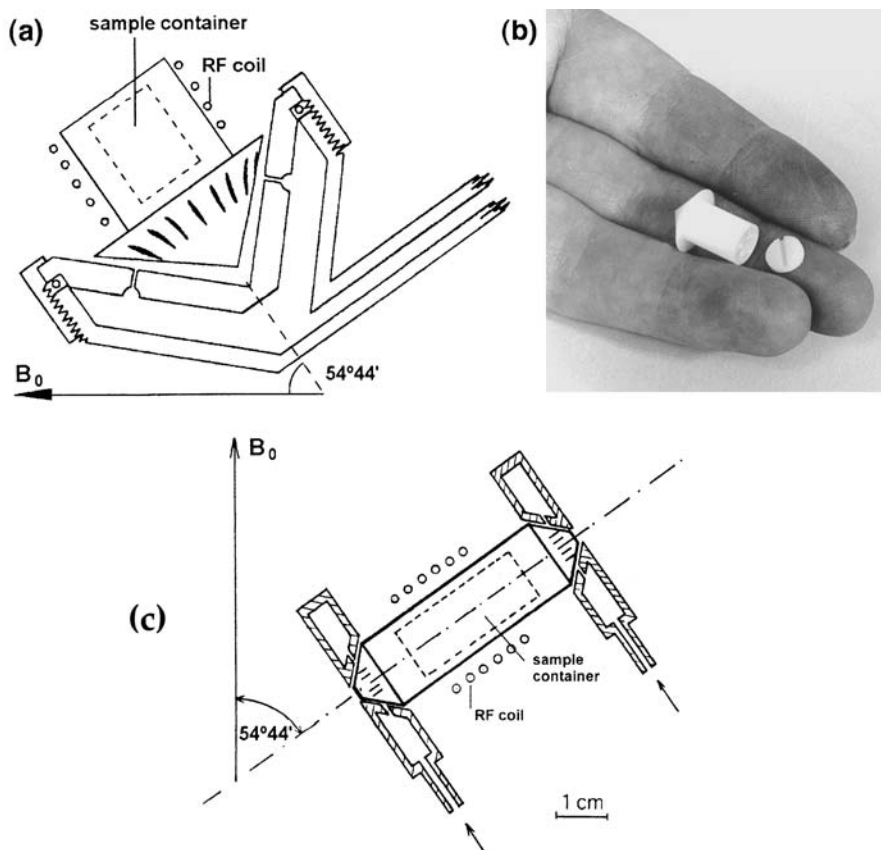 (a)
sample container
RF coil
B₀
54°44'
(b)
B₀
(c)
54°44'
sample
container
RF coil
1 cm